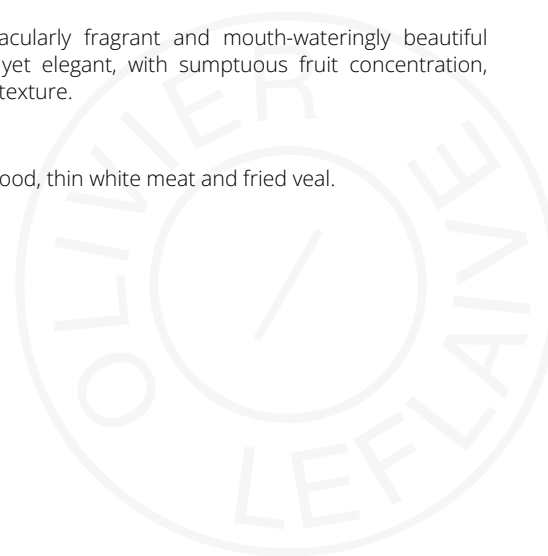 acularly fragrant and mouth-wateringly beautiful
yet elegant, with sumptuous fruit concentration,
texture.
ood, thin white meat and fried veal.
OLIVIER
LEFLAIVE